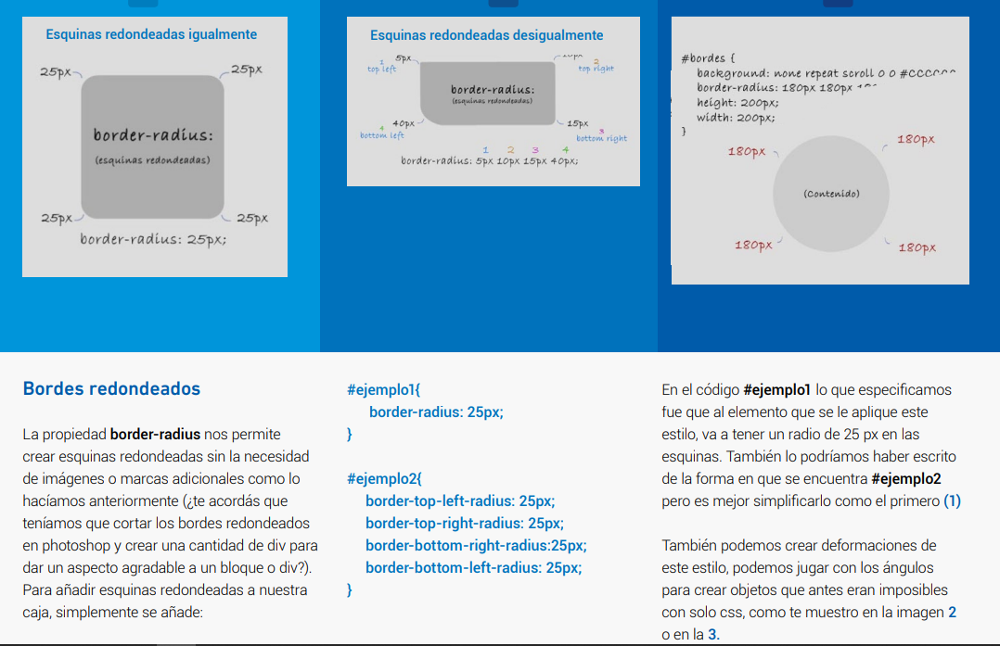 Esquinas redondeadas igualmente
25px
25px
border-radius:
(esquinas redondeadas)
25px
25px
border-radius: 25px;
Esquinas redondeadas desigualmente
5px
1
top left
2
top right
border-radius:
(esquinas redondeadas)
40px
4
bottom left
15px
3
bottom right
1 2 3 4
border-radius: 5px 10px 15px 40px;
#bordes {
background: none repeat scroll 0 0
border-radius: 180px 180px
height: 200px;
width: 200px;
}
180px
180px
(Contenido)
180px
180px
Bordes redondeados
La propiedad border-radius nos permite
crear esquinas redondeadas sin la necesidad
de imágenes o marcas adicionales como lo
hacíamos anteriormente (¿te acordás que
teníamos que cortar los bordes redondeados
en photoshop y crear una cantidad de div para
dar un aspecto agradable a un bloque o div?).
Para añadir esquinas redondeadas a nuestra
caja, simplemente se añade:
#ejemplo1{
border-radius: 25px;
}
#ejemplo2{
border-top-left-radius: 25px;
border-top-right-radius: 25px;
border-bottom-right-radius:25px;
border-bottom-left-radius: 25px;
}
En el código #ejemplo1 lo que especificamos
fue que al elemento que se le aplique este
estilo, va a tener un radio de 25 px en las
esquinas. También lo podríamos haber escrito
de la forma en que se encuentra #ejemplo2
pero es mejor simplificarlo como el primero (1)
También podemos crear deformaciones de
este estilo, podemos jugar con los ángulos
para crear objetos que antes eran imposibles
con solo css, como te muestro en la imagen 2
o en la 3.